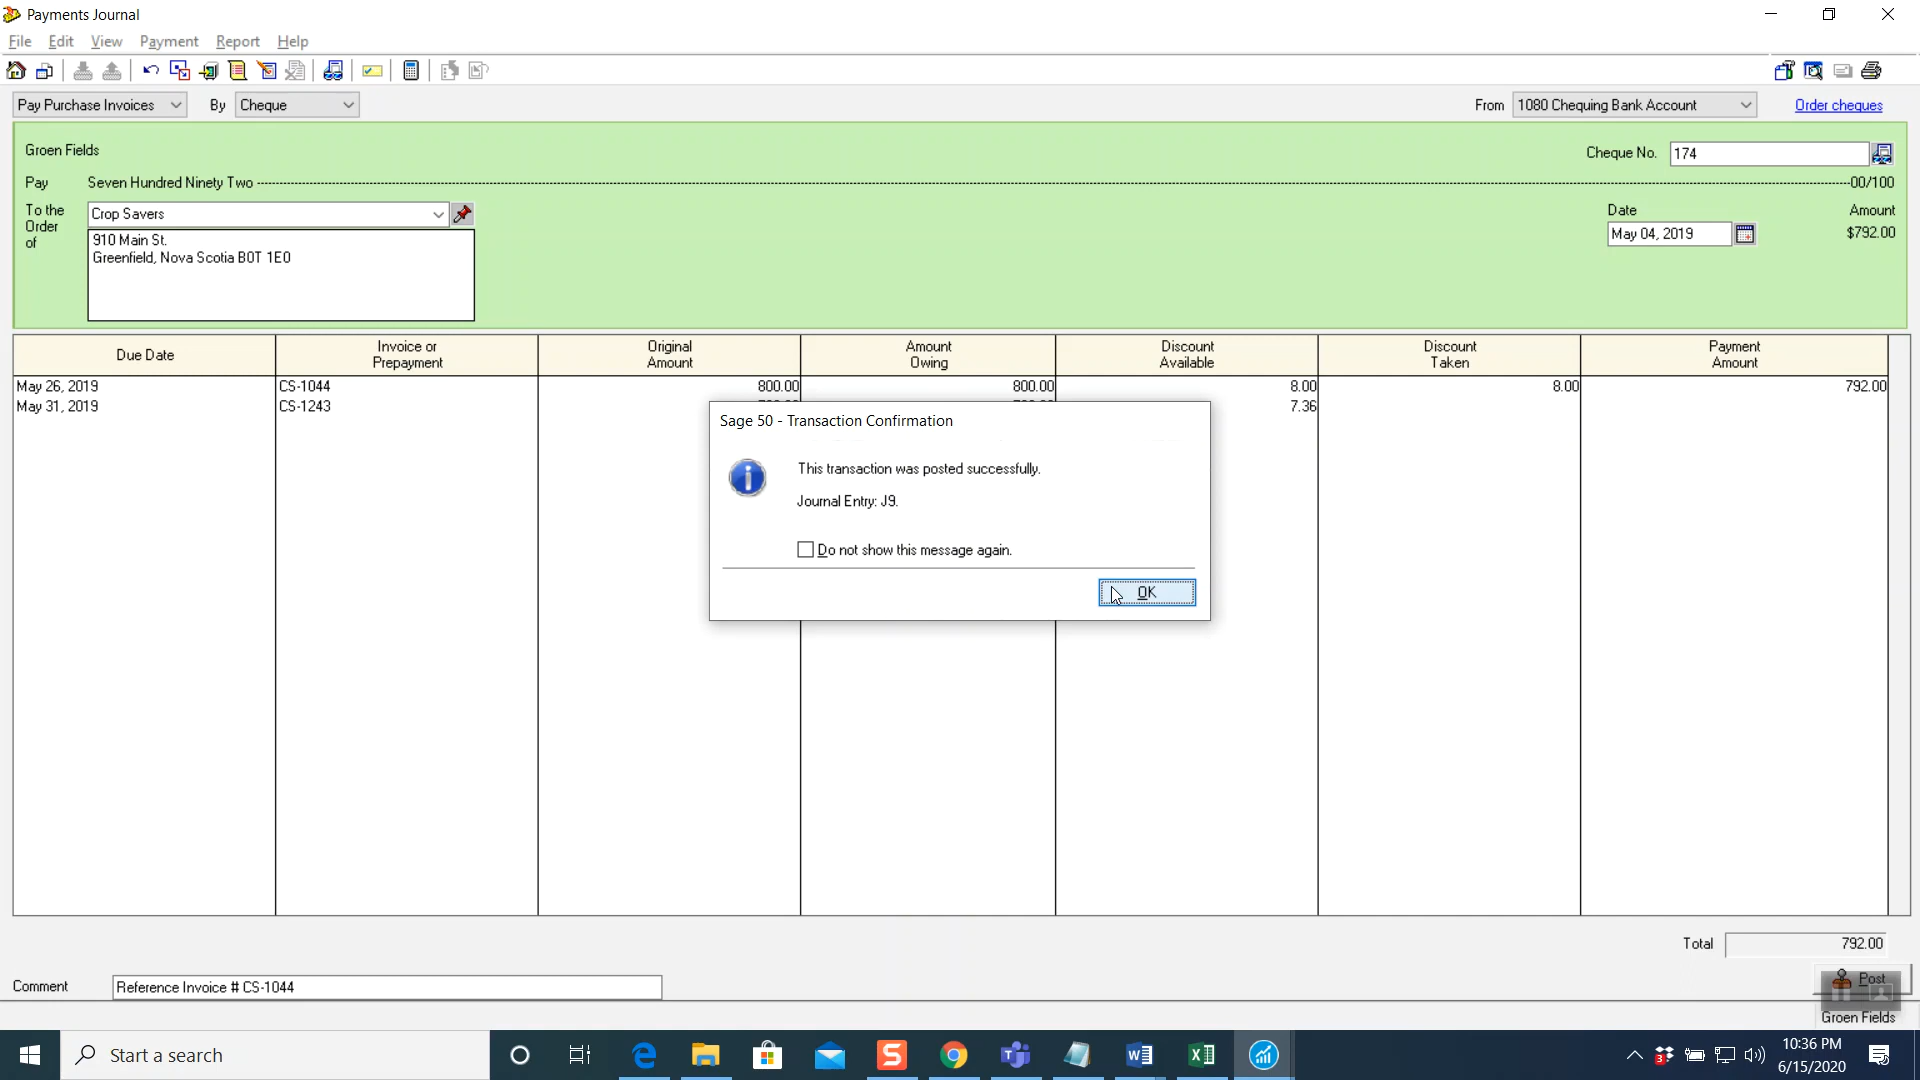 Payments Journal
File Edit View Payment Report Help
Pay Purchase Invoices By Cheque From 1080 Chequing Bank Account Order cheques
Groen Fields Cheque No. 174
Pay Seven Hundred Ninety Two 00/100
To the Order of
Crop Savers
910 Main St.
Greenfield, Nova Scotia B0T 1E0
Date Amount
May 04, 2019 $792.00
Due Date Invoice or Prepayment Original Amount Amount Owing Discount Available Discount Taken Payment Amount
May 26, 2019 CS-1044 800.00 800.00 8.00 8.00 792.00
May 31, 2019 CS-1243 7.36
Sage 50 - Transaction Confirmation
This transaction was posted successfully.
Journal Entry: J9.
Do not show this message again.
OK
Total 792.00
Comment Reference Invoice # CS-1044
Post
Groen Fields
Start a search
10:36 PM
6/15/2020